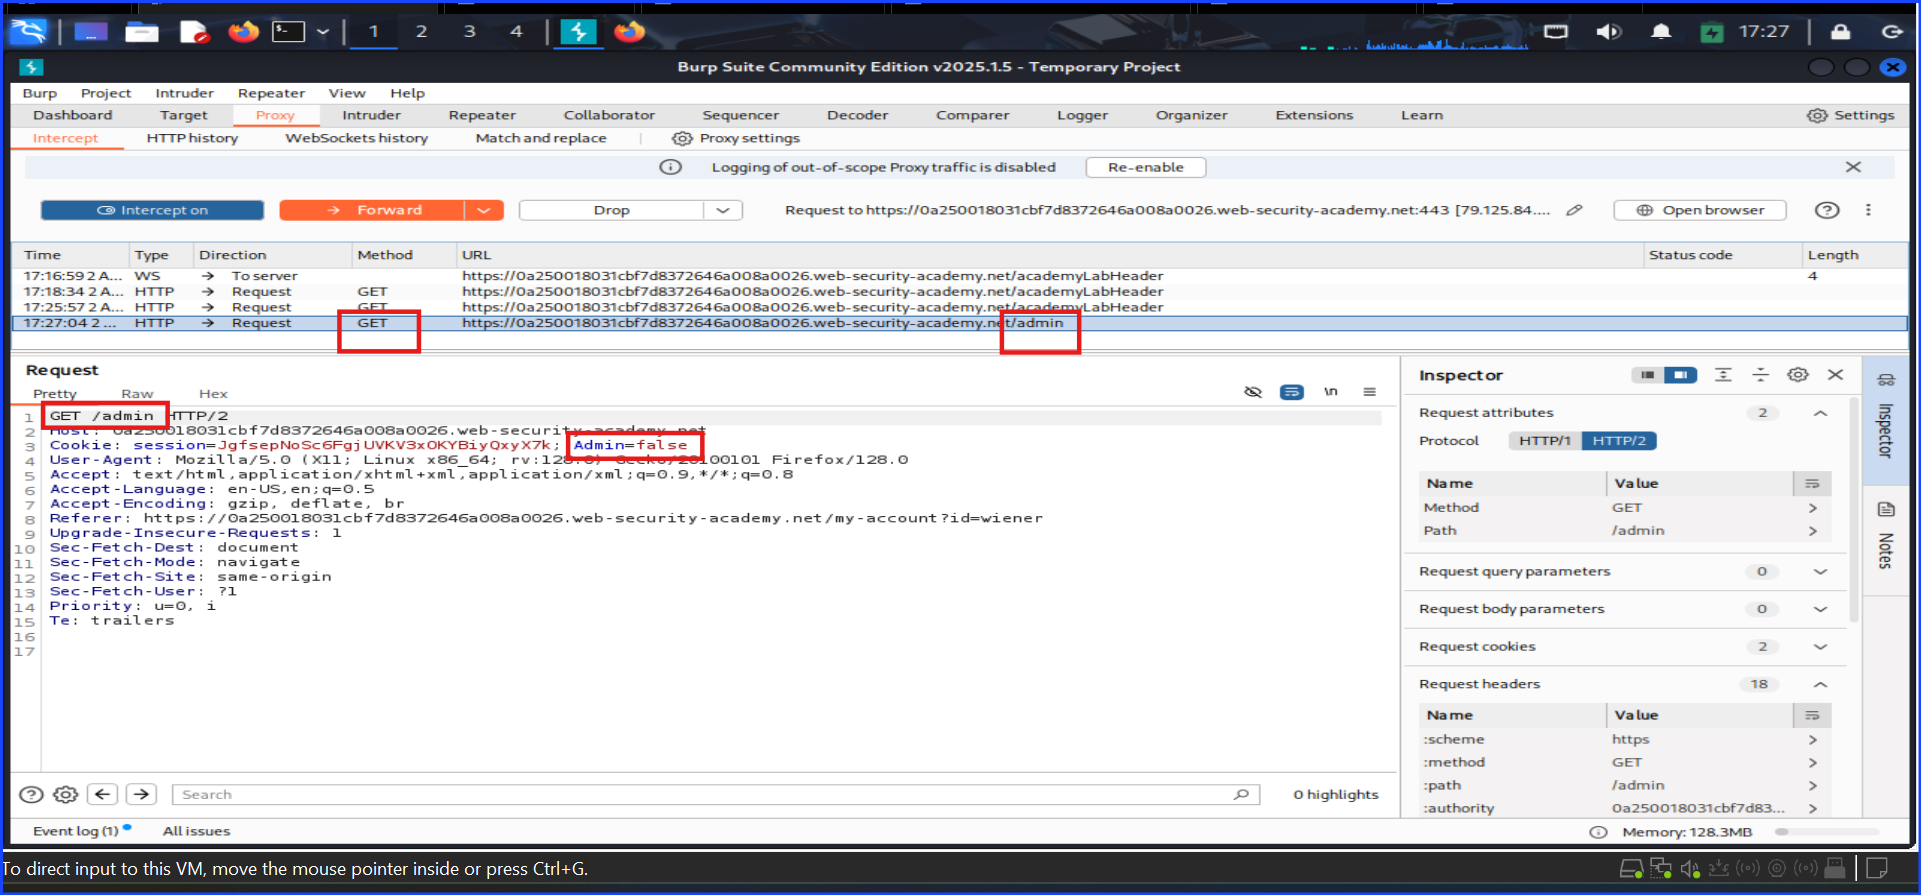 1 2 3 4 17:27
Burp Suite Community Edition v2025.1.5 - Temporary Project
Burp Project Intruder Repeater View Help
Dashboard Target Proxy Intruder Repeater Collaborator Sequencer Decoder Comparer Logger Organizer Extensions Learn Settings
Intercept HTTP history WebSockets history Match and replace Proxy settings
Logging of out-of-scope Proxy traffic is disabled Re-enable
Intercept on Forward Drop Request to https://0a250018031cbf7d8372646a008a0026.web-security-academy.net:443 [79.125.84.... Open browser
Time Type Direction Method URL Status code Length
17:16:59 2 A... WS → To server https://0a250018031cbf7d8372646a008a0026.web-security-academy.net/academyLabHeader 4
17:18:34 2 A... HTTP → Request GET https://0a250018031cbf7d8372646a008a0026.web-security-academy.net/academyLabHeader
17:25:57 2 A... HTTP → Request GET https://0a250018031cbf7d8372646a008a0026.web-security-academy.net/academyLabHeader
17:27:04 2 ... HTTP → Request GET https://0a250018031cbf7d8372646a008a0026.web-security-academy.net/admin
Request
Pretty Raw Hex \n
1 GET /admin HTTP/2
2 Host: 0a250018031cbf7d8372646a008a0026.web-security-academy.net
3 Cookie: session=JgfsepNoSc6FgjUVKV3xOKYBiyQxyX7k; Admin=false
4 User-Agent: Mozilla/5.0 (X11; Linux x86_64; rv:128.0) Gecko/20100101 Firefox/128.0
5 Accept: text/html,application/xhtml+xml,application/xml;q=0.9,*/*;q=0.8
6 Accept-Language: en-US,en;q=0.5
7 Accept-Encoding: gzip, deflate, br
8 Referer: https://0a250018031cbf7d8372646a008a0026.web-security-academy.net/my-account?id=wiener
9 Upgrade-Insecure-Requests: 1
10 Sec-Fetch-Dest: document
11 Sec-Fetch-Mode: navigate
12 Sec-Fetch-Site: same-origin
13 Sec-Fetch-User: ?1
14 Priority: u=0, i
15 Te: trailers
16
17
Search 0 highlights
Inspector
Request attributes 2
Protocol HTTP/1 HTTP/2
Name Value
Method GET
Path /admin
Request query parameters 0
Request body parameters 0
Request cookies 2
Request headers 18
Name Value
:scheme https
:method GET
:path /admin
:authority 0a250018031cbf7d83...
Inspector
Notes
Event log (1) All issues Memory: 128.3MB
To direct input to this VM, move the mouse pointer inside or press Ctrl+G.